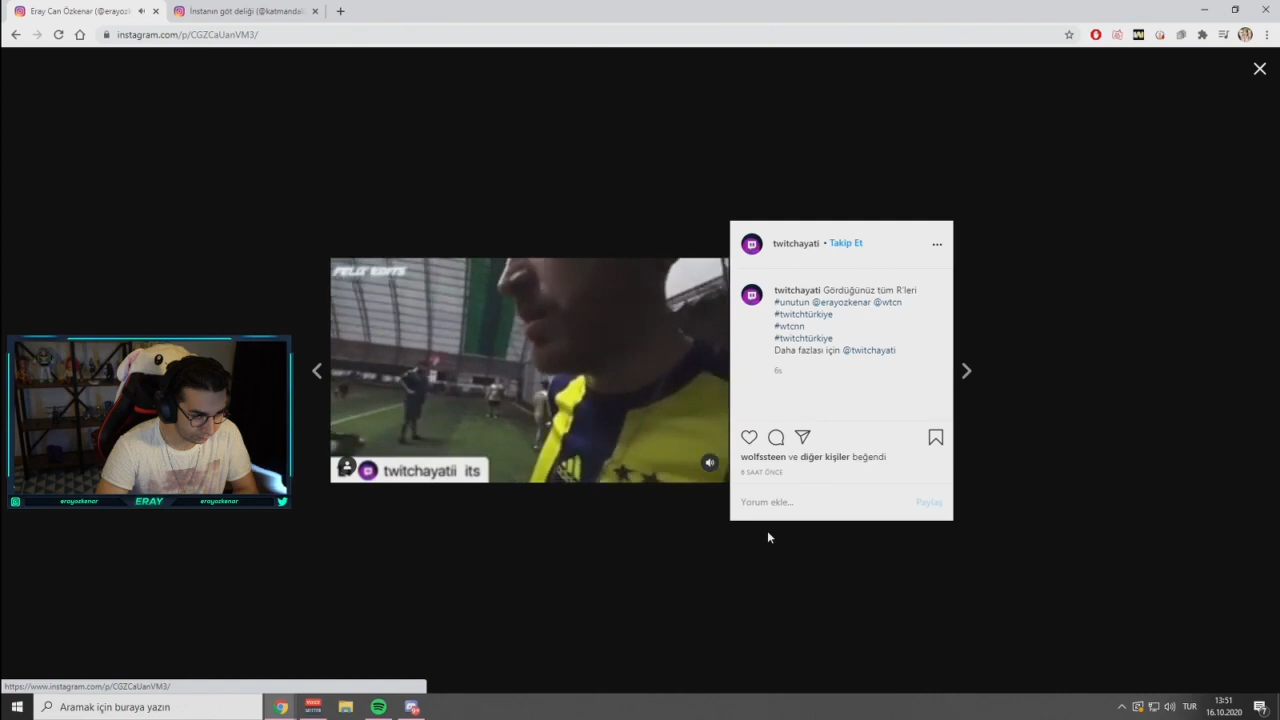 Eray Can Özkenar (@erayoz
İnstanın göt deliği (@katmanda
instagram.com/p/CGZCaUanVM3/
twitchayati • Takip Et
twitchayati Gördüğünüz tüm R'leri
#unutun @erayozkenar @wtcn
#twitchtürkiye
#wtcnn
#twitchtürkiye
Daha fazlası için @twitchayati
6s
FELIX EDITS
twitchayatii its
wolfssteen ve diğer kişiler beğendi
6 SAAT ÖNCE
Yorum ekle...
Paylaş
erayozkenar
ERAY
erayozkenar
https://www.instagram.com/p/CGZCaUanVM3/
Aramak için buraya yazın
TUR
13:51
16.10.2020